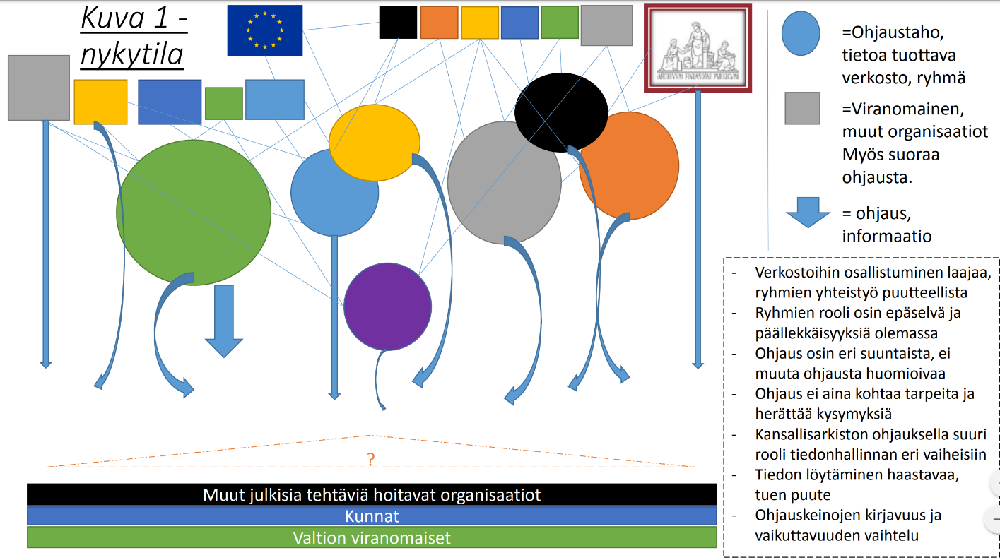 Kuva 1 -
nykytila
ARCHIVUM FINLANDIAE PUBLICUM
=Ohjaustaho,
tietoa tuottava
verkosto, ryhmä
=Viranomainen,
muut organisaatiot
Myös suoraa
ohjausta.
= ohjaus,
informaatio
- Verkostoihin osallistuminen laajaa,
ryhmien yhteistyö puutteellista
- Ryhmien rooli osin epäselvä ja
päällekkäisyyksiä olemassa
- Ohjaus osin eri suuntaista, ei
muuta ohjausta huomioivaa
- Ohjaus ei aina kohtaa tarpeita ja
herättää kysymyksiä
- Kansallisarkiston ohjauksella suuri
rooli tiedonhallinnan eri vaiheisiin
- Tiedon löytäminen haastavaa,
tuen puute
- Ohjauskeinojen kirjavuus ja
vaikuttavuuden vaihtelu
?
Muut julkisia tehtäviä hoitavat organisaatiot
Kunnat
Valtion viranomaiset